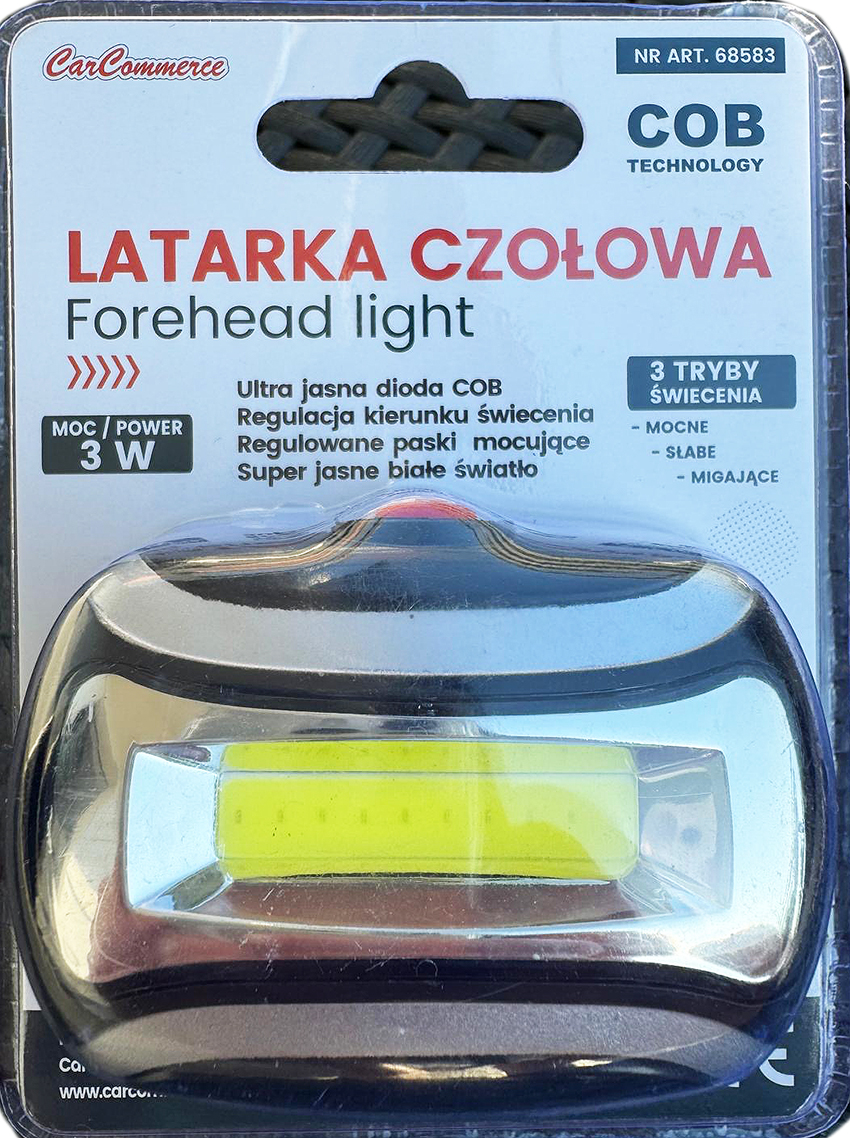 CarCommerce
NR ART. 68583
COB
TECHNOLOGY
LATARKA CZOŁOWA
Forehead light
MOC / POWER
3 W
Ultra jasna dioda COB
Regulacja kierunku świecenia
Regulowane paski mocujące
Super jasne białe światło
3 TRYBY
ŚWIECENIA
- MOCNE
- SŁABE
- MIGAJĄCE